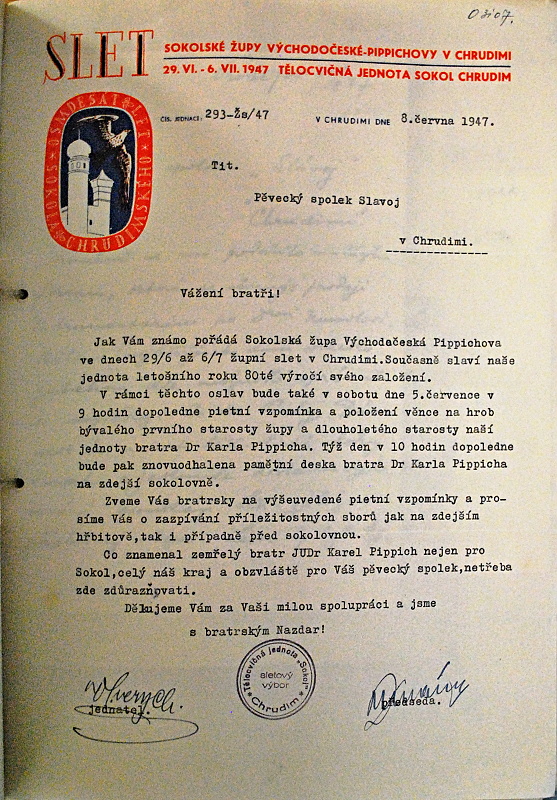 SLET
SOKOLSKÉ ŽUPY VÝCHODOČESKÉ-PIPPICHOVY V CHRUDIMI
29. VI. - 6. VII. 1947 TĚLOCVIČNÁ JEDNOTA SOKOL CHRUDIM
OSMDESÁT LET SOKOLA CHRUDIMSKÉHO
ČÍS. JEDNACÍ: 293-Žs/47
V CHRUDIMI DNE 8.června 1947.
Tit.
Pěvecký spolek Slavoj
v Chrudimi.
Vážení bratři!
Jak Vám známo pořádá Sokolská župa Východačeská Pippichova
ve dnech 29/6 až 6/7 župní slet v Chrudimi.Současně slaví naše
jednota letošního roku 80té výročí svého založení.
V rámci těchto oslav bude také v sobotu dne 5.července v
9 hodin dopoledne pietní vzpomínka a položení věnce na hrob
bývalého prvního starosty župy a dlouholetého starosty naší
jednoty bratra Dr Karla Pippicha. Týž den v 10 hodin dopoledne
bude pak znovuodhalena pamětní deska bratra Dr Karla Pippicha
na zdejší sokolovně.
Zveme Vás bratrsky na výšeuvedené pietní vzpomínky a pro-
síme Vás o zazpívání příležitostných sborů jak na zdejším
hřbitově,tak i případně před sokolovnou.
Co znamenal zemřelý bratr JUDr Karel Pippich nejen pro
Sokol,celý náš kraj a obzvláště pro Váš pěvecký spolek,netřeba
zde zdůrazňovati.
Děkujeme Vám za Vaši milou spolupráci a jsme
s bratrským Nazdar!
Tělocvičná jednota „Sokol"
sletový
výbor
Chrudim
jednatel.
předseda.